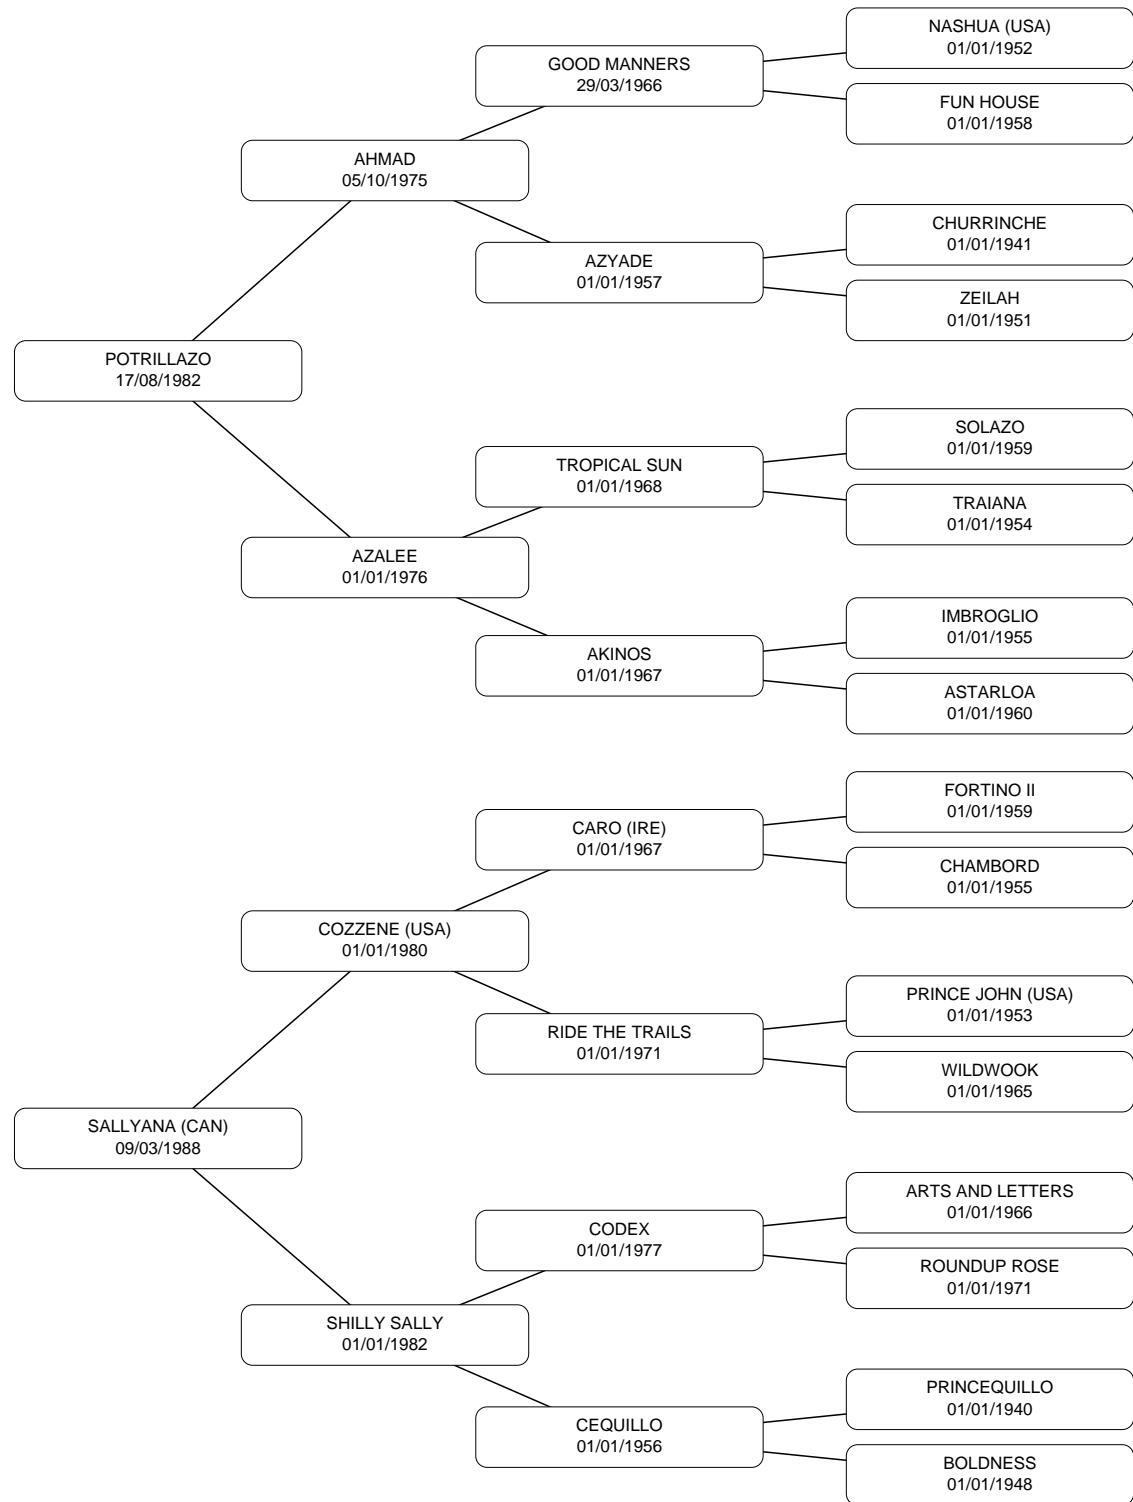 NASHUA (USA)
01/01/1952
GOOD MANNERS
29/03/1966
FUN HOUSE
01/01/1958
AHMAD
05/10/1975
CHURRINCHE
01/01/1941
AZYADE
01/01/1957
ZEILAH
01/01/1951
POTRILLAZO
17/08/1982
SOLAZO
01/01/1959
TROPICAL SUN
01/01/1968
TRAIANA
01/01/1954
AZALEE
01/01/1976
IMBROGLIO
01/01/1955
AKINOS
01/01/1967
ASTARLOA
01/01/1960
FORTINO II
01/01/1959
CARO (IRE)
01/01/1967
CHAMBORD
01/01/1955
COZZENE (USA)
01/01/1980
PRINCE JOHN (USA)
01/01/1953
RIDE THE TRAILS
01/01/1971
WILDWOOK
01/01/1965
SALLYANA (CAN)
09/03/1988
ARTS AND LETTERS
01/01/1966
CODEX
01/01/1977
ROUNDUP ROSE
01/01/1971
SHILLY SALLY
01/01/1982
PRINCEQUILLO
01/01/1940
CEQUILLO
01/01/1956
BOLDNESS
01/01/1948